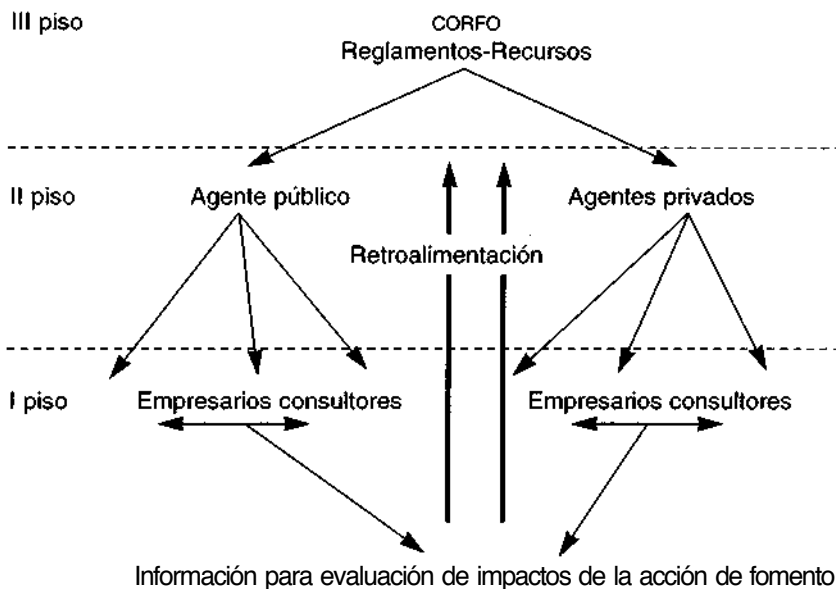 III piso
CORFO
Reglamentos-Recursos
II piso
Agente público
Agentes privados
Retroalimentación
I piso
Empresarios consultores
Empresarios consultores
Información para evaluación de impactos de la acción de fomento